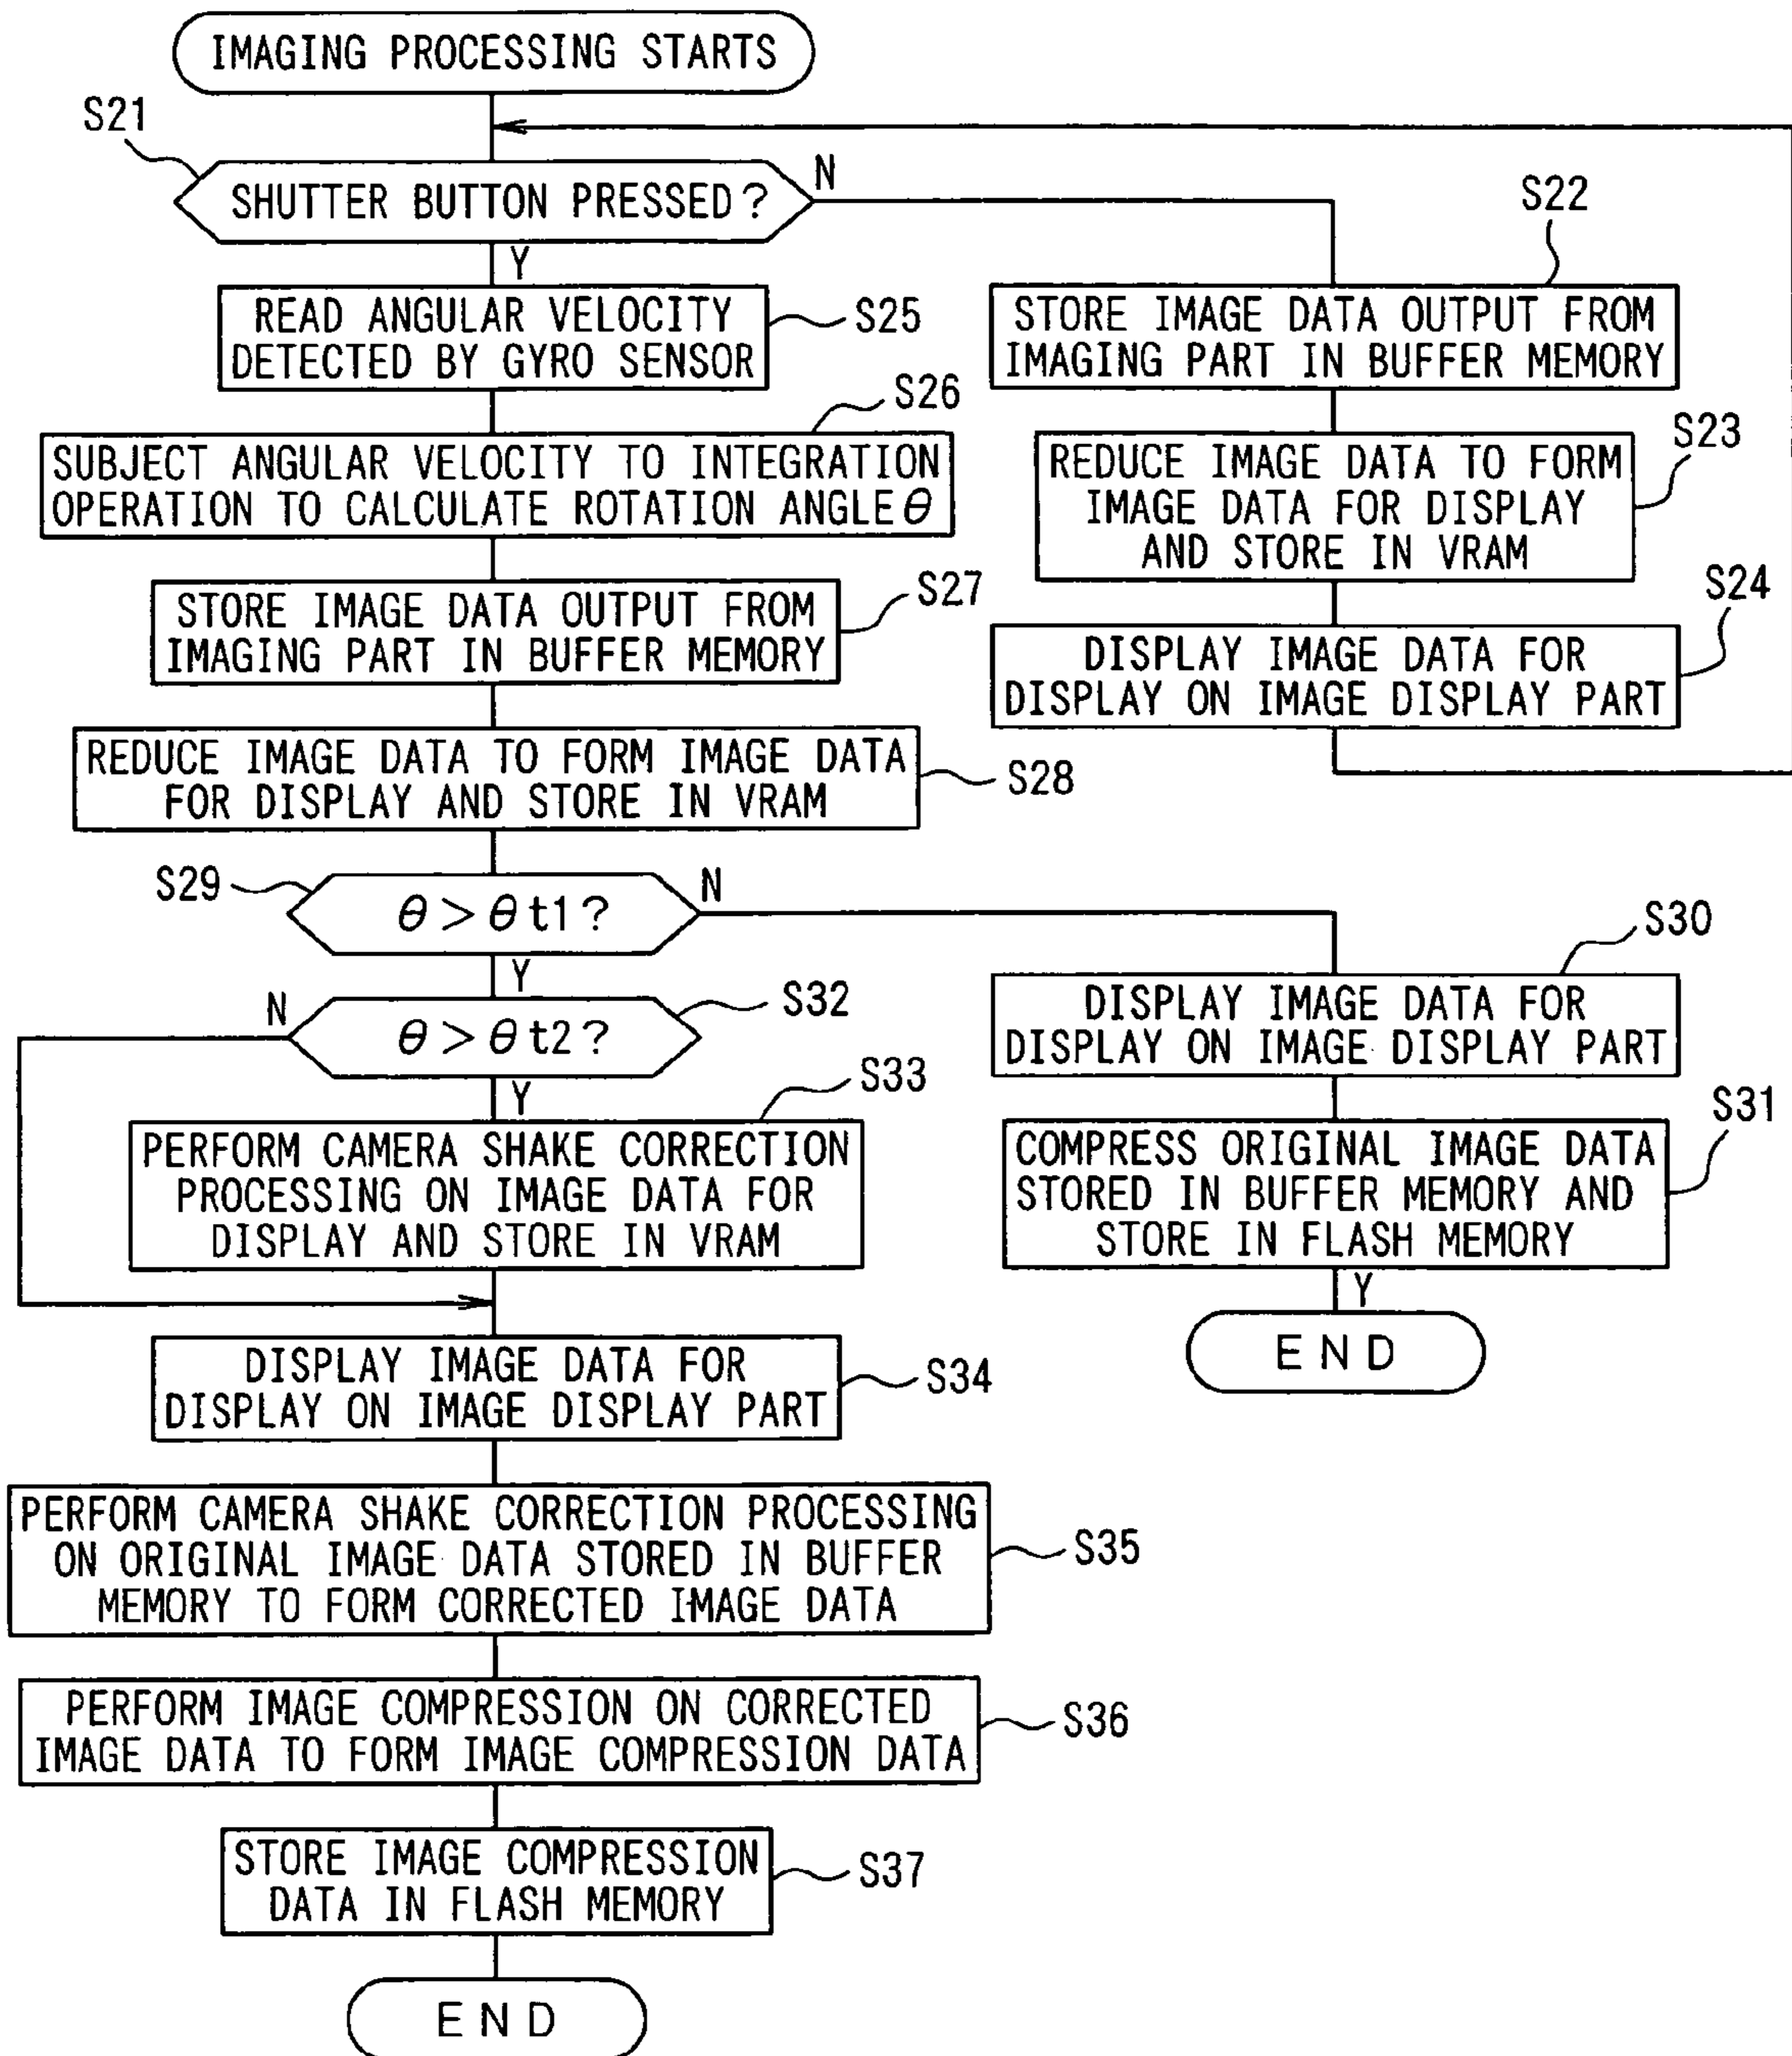 IMAGING PROCESSING STARTS
S21
SHUTTER BUTTON PRESSED?
N
Y
S22
STORE IMAGE DATA OUTPUT FROM
IMAGING PART IN BUFFER MEMORY
S23
REDUCE IMAGE DATA TO FORM
IMAGE DATA FOR DISPLAY
AND STORE IN VRAM
S24
DISPLAY IMAGE DATA FOR
DISPLAY ON IMAGE DISPLAY PART
READ ANGULAR VELOCITY
DETECTED BY GYRO SENSOR
S25
S26
SUBJECT ANGULAR VELOCITY TO INTEGRATION
OPERATION TO CALCULATE ROTATION ANGLE θ
S27
STORE IMAGE DATA OUTPUT FROM
IMAGING PART IN BUFFER MEMORY
REDUCE IMAGE DATA TO FORM IMAGE DATA
FOR DISPLAY AND STORE IN VRAM
S28
S29
θ > θ t1?
N
Y
S30
DISPLAY IMAGE DATA FOR
DISPLAY ON IMAGE DISPLAY PART
S31
COMPRESS ORIGINAL IMAGE DATA
STORED IN BUFFER MEMORY AND
STORE IN FLASH MEMORY
Y
END
S32
N
θ > θ t2?
Y
S33
PERFORM CAMERA SHAKE CORRECTION
PROCESSING ON IMAGE DATA FOR
DISPLAY AND STORE IN VRAM
DISPLAY IMAGE DATA FOR
DISPLAY ON IMAGE DISPLAY PART
S34
PERFORM CAMERA SHAKE CORRECTION PROCESSING
ON ORIGINAL IMAGE DATA STORED IN BUFFER
MEMORY TO FORM CORRECTED IMAGE DATA
S35
PERFORM IMAGE COMPRESSION ON CORRECTED
IMAGE DATA TO FORM IMAGE COMPRESSION DATA
S36
STORE IMAGE COMPRESSION
DATA IN FLASH MEMORY
S37
END